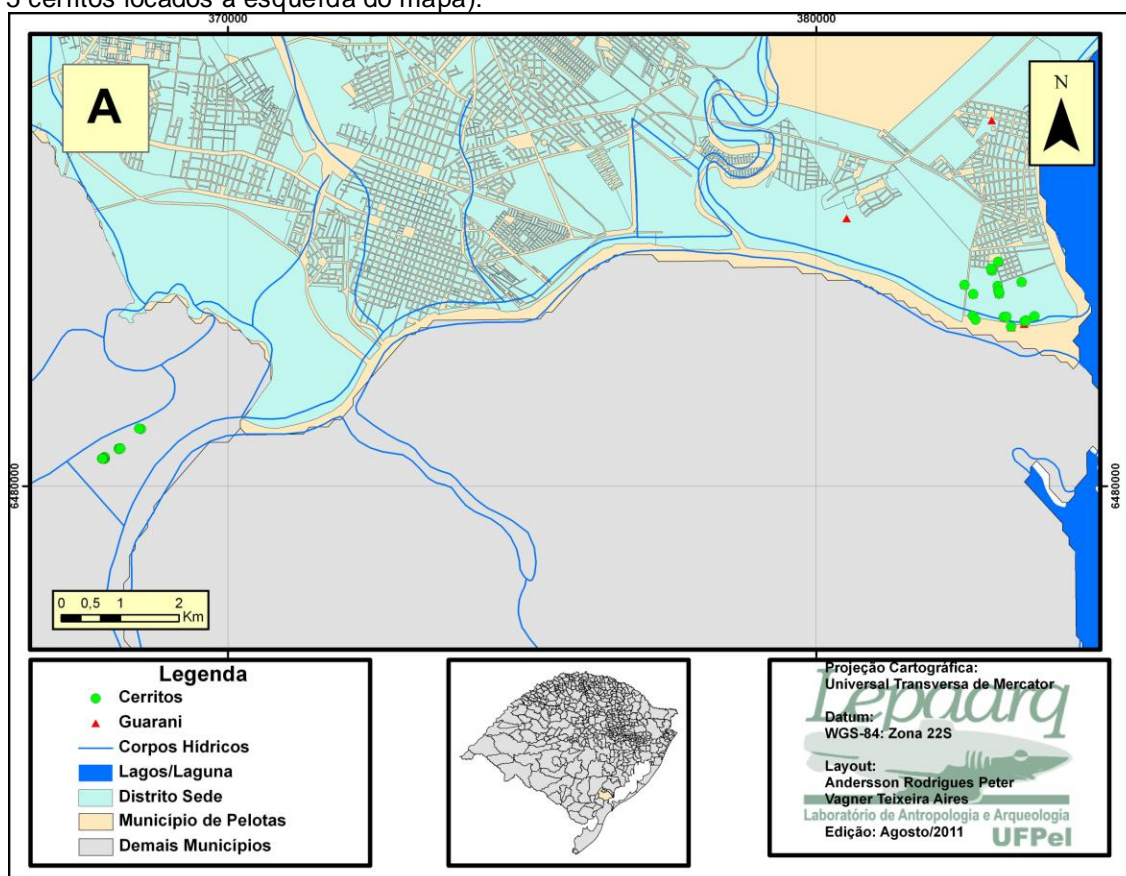 5 cerritos locados à esquerda do mapa).
370000
380000
A
N
6480000
6480000
0 0,5 1 2
Km
Legenda
Cerritos
Guarani
Corpos Hídricos
Lagos/Laguna
Distrito Sede
Município de Pelotas
Demais Municípios
Projeção Cartográfica:
Universal Transversa de Mercator
Lepaarq
Datum:
WGS-84: Zona 22S
Layout:
Andersson Rodrigues Peter
Vagner Teixeira Aires
Laboratório de Antropologia e Arqueologia
Edição: Agosto/2011
UFPel